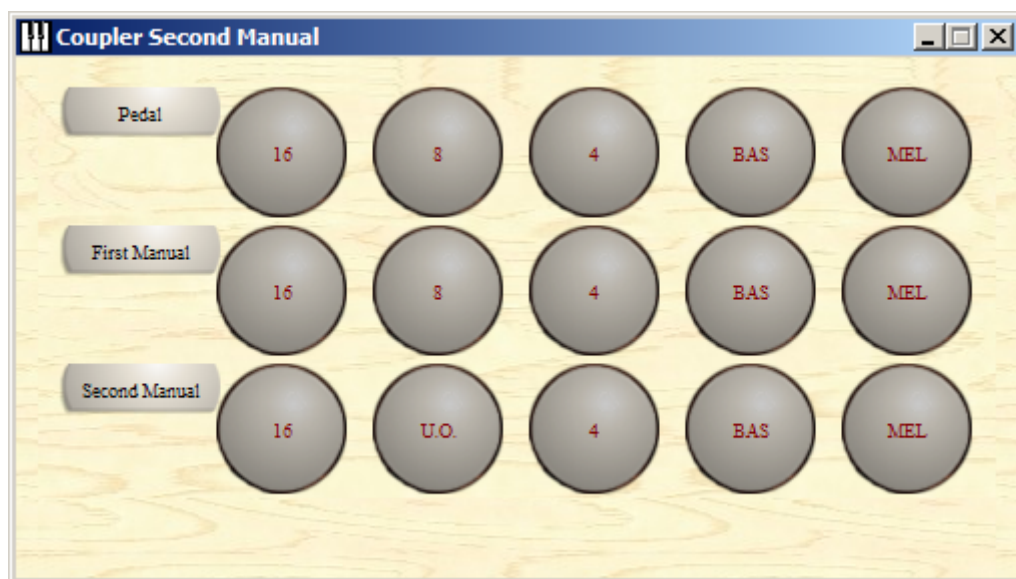 Coupler Second Manual
Pedal
16 8 4 BAS MEL
First Manual
16 8 4 BAS MEL
Second Manual
16 U.O. 4 BAS MEL